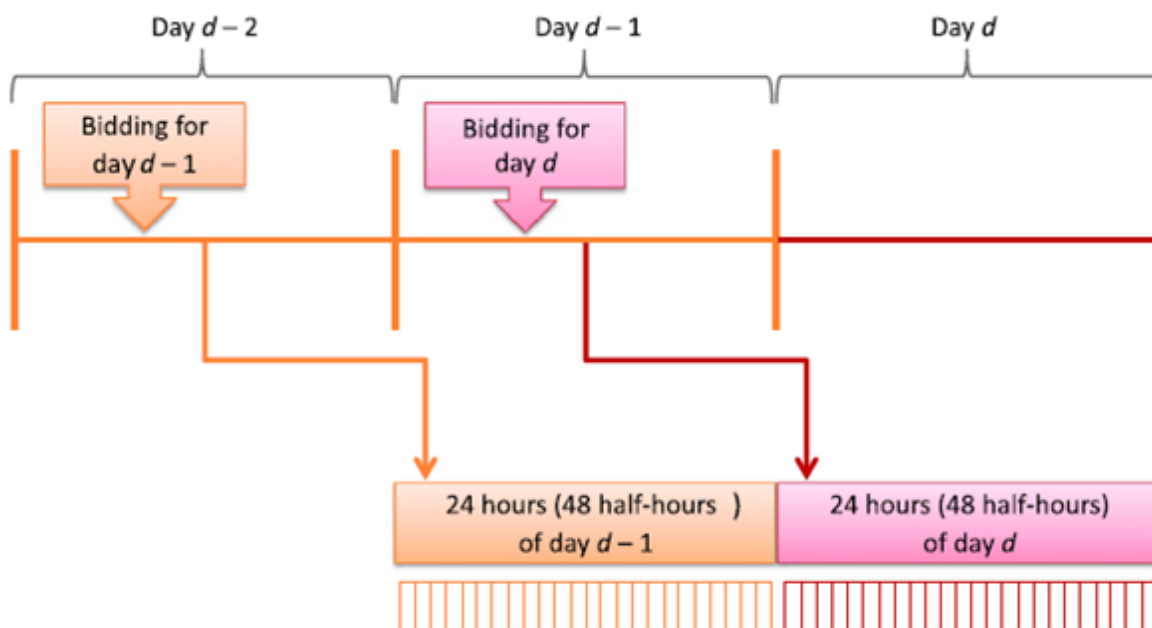 Day d – 2
Day d – 1
Day d
Bidding for
day d – 1
Bidding for
day d
24 hours (48 half-hours )
of day d – 1
24 hours (48 half-hours)
of day d